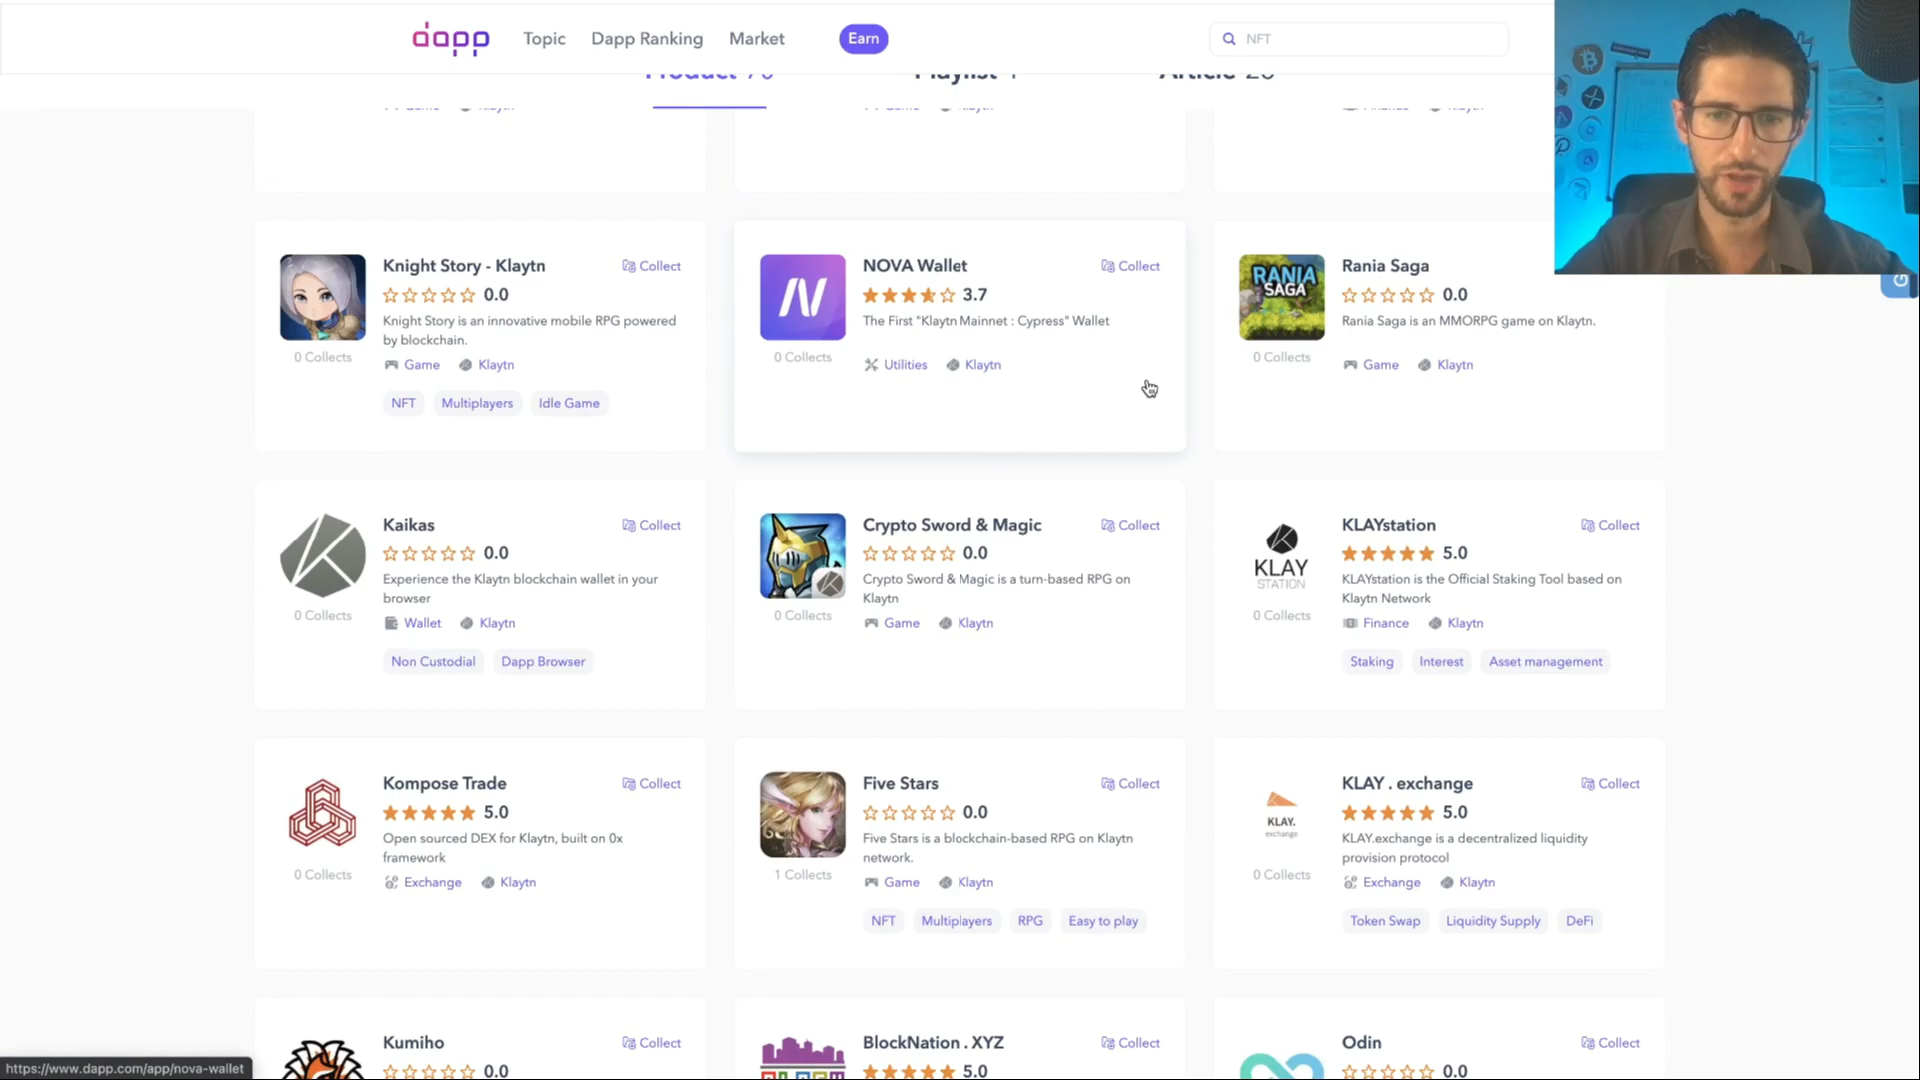 dapp
Topic
Dapp Ranking
Market
Earn
NFT
Knight Story - Klaytn
Collect
0.0
Knight Story is an innovative mobile RPG powered
by blockchain.
0 Collects
Game
Klaytn
NFT
Multiplayers
Idle Game
NOVA Wallet
Collect
3.7
The First "Klaytn Mainnet : Cypress" Wallet
0 Collects
Utilities
Klaytn
RANIA
SAGA
Rania Saga
0.0
Rania Saga is an MMORPG game on Klaytn.
0 Collects
Game
Klaytn
Kaikas
Collect
0.0
Experience the Klaytn blockchain wallet in your
browser
0 Collects
Wallet
Klaytn
Non Custodial
Dapp Browser
Crypto Sword & Magic
Collect
0.0
Crypto Sword & Magic is a turn-based RPG on
Klaytn
0 Collects
Game
Klaytn
KLAY
STATION
KLAYstation
Collect
5.0
KLAYstation is the Official Staking Tool based on
Klaytn Network
0 Collects
Finance
Klaytn
Staking
Interest
Asset management
Kompose Trade
Collect
5.0
Open sourced DEX for Klaytn, built on 0x
framework
0 Collects
Exchange
Klaytn
Five Stars
Collect
0.0
Five Stars is a blockchain-based RPG on Klaytn
network.
1 Collects
Game
Klaytn
NFT
Multiplayers
RPG
Easy to play
KLAY.
exchange
KLAY . exchange
Collect
5.0
KLAY.exchange is a decentralized liquidity
provision protocol
0 Collects
Exchange
Klaytn
Token Swap
Liquidity Supply
DeFi
Kumiho
Collect
0.0
BlockNation . XYZ
Collect
5.0
Odin
Collect
0.0
https://www.dapp.com/app/nova-wallet